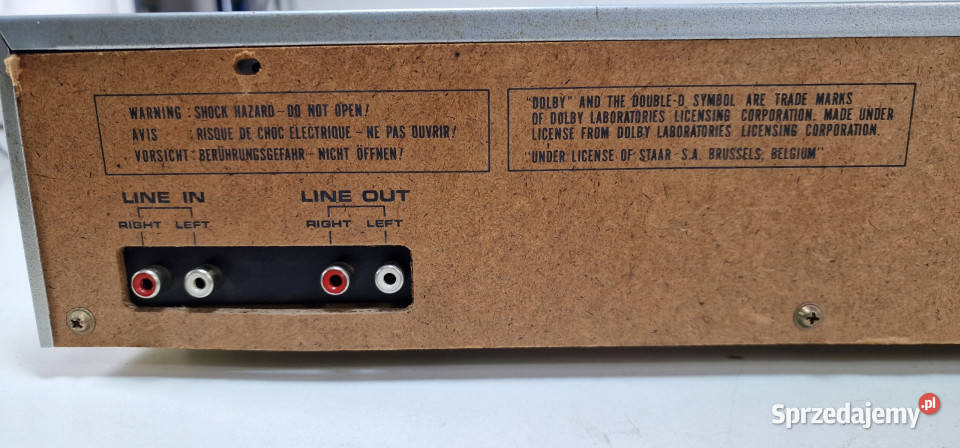 WARNING : SHOCK HAZARD - DO NOT OPEN!
AVIS : RISQUE DE CHOC ÉLECTRIQUE - NE PAS OUVRIR!
VORSICHT : BERÜHRUNGSGEFAHR - NICHT ÖFFNEN!
"DOLBY" AND THE DOUBLE-D SYMBOL ARE TRADE MARKS
OF DOLBY LABORATORIES LICENSING CORPORATION. MADE UNDER
LICENSE FROM DOLBY LABORATORIES LICENSING CORPORATION.
"UNDER LICENSE OF STAAR S.A. BRUSSELS, BELGIUM"
LINE IN
RIGHT LEFT
LINE OUT
RIGHT LEFT
Sprzedajemy.pl